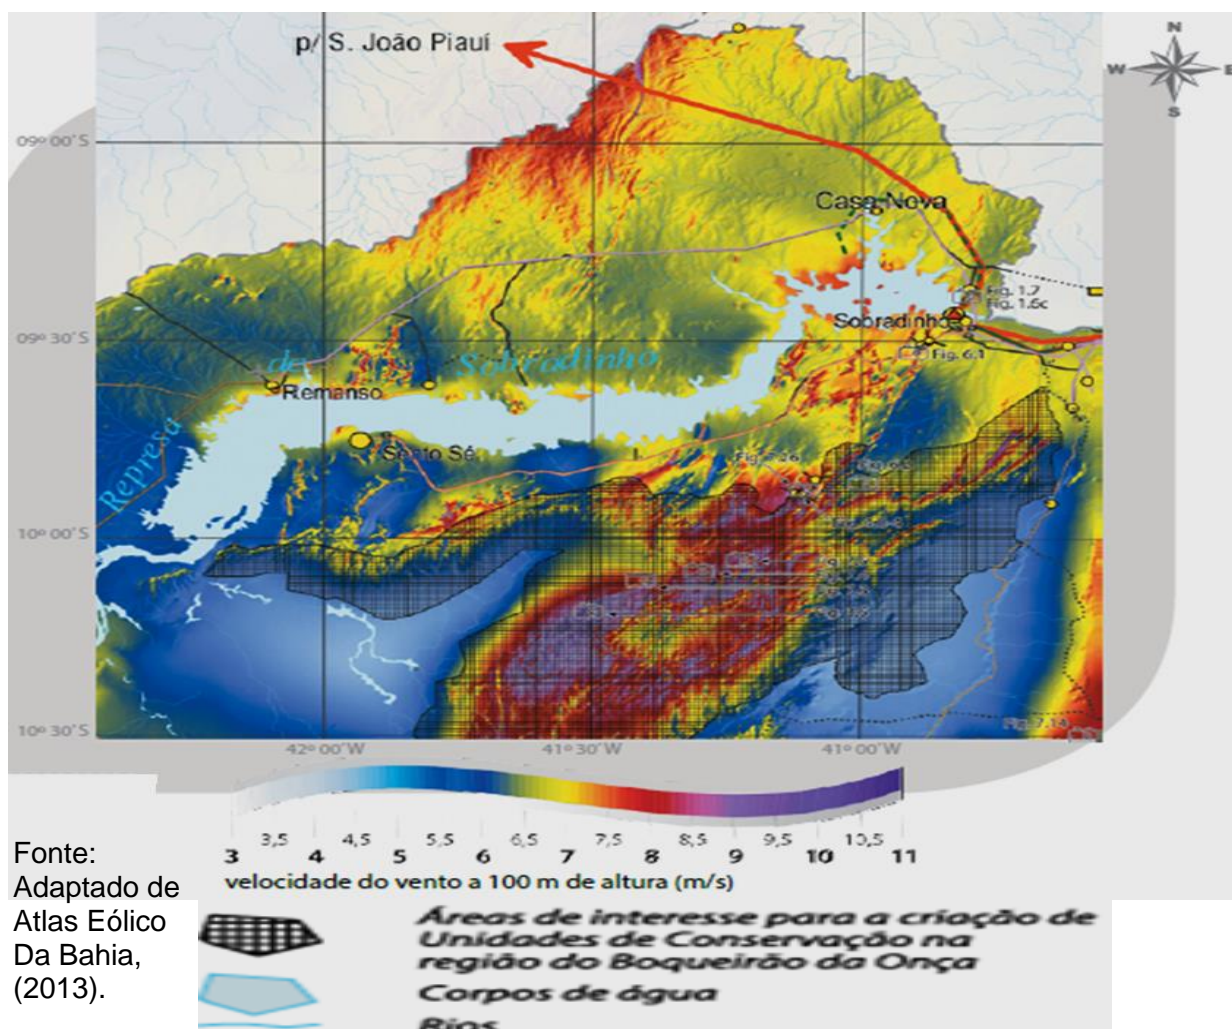 p/ S. João Piauí
N
W E
S
09º 00' S
Casa Nova
Fig. 1.7
Fig. 1.6c
Sobradinho
Fig. 6.1
09º 30' S
Represa de Sobradinho
Remanso
Sento Sé
10º 00' S
10º 30' S
Fig. 7.14
42º 00' W 41º 30' W 41º 00' W
3 3,5 4 4,5 5 5,5 6 6,5 7 7,5 8 8,5 9 9,5 10 10,5 11
velocidade do vento a 100 m de altura (m/s)
Fonte:
Adaptado de
Atlas Eólico
Da Bahia,
(2013).
Áreas de interesse para a criação de
Unidades de Conservação na
região do Boqueirão da Onça
Corpos de água
Rios